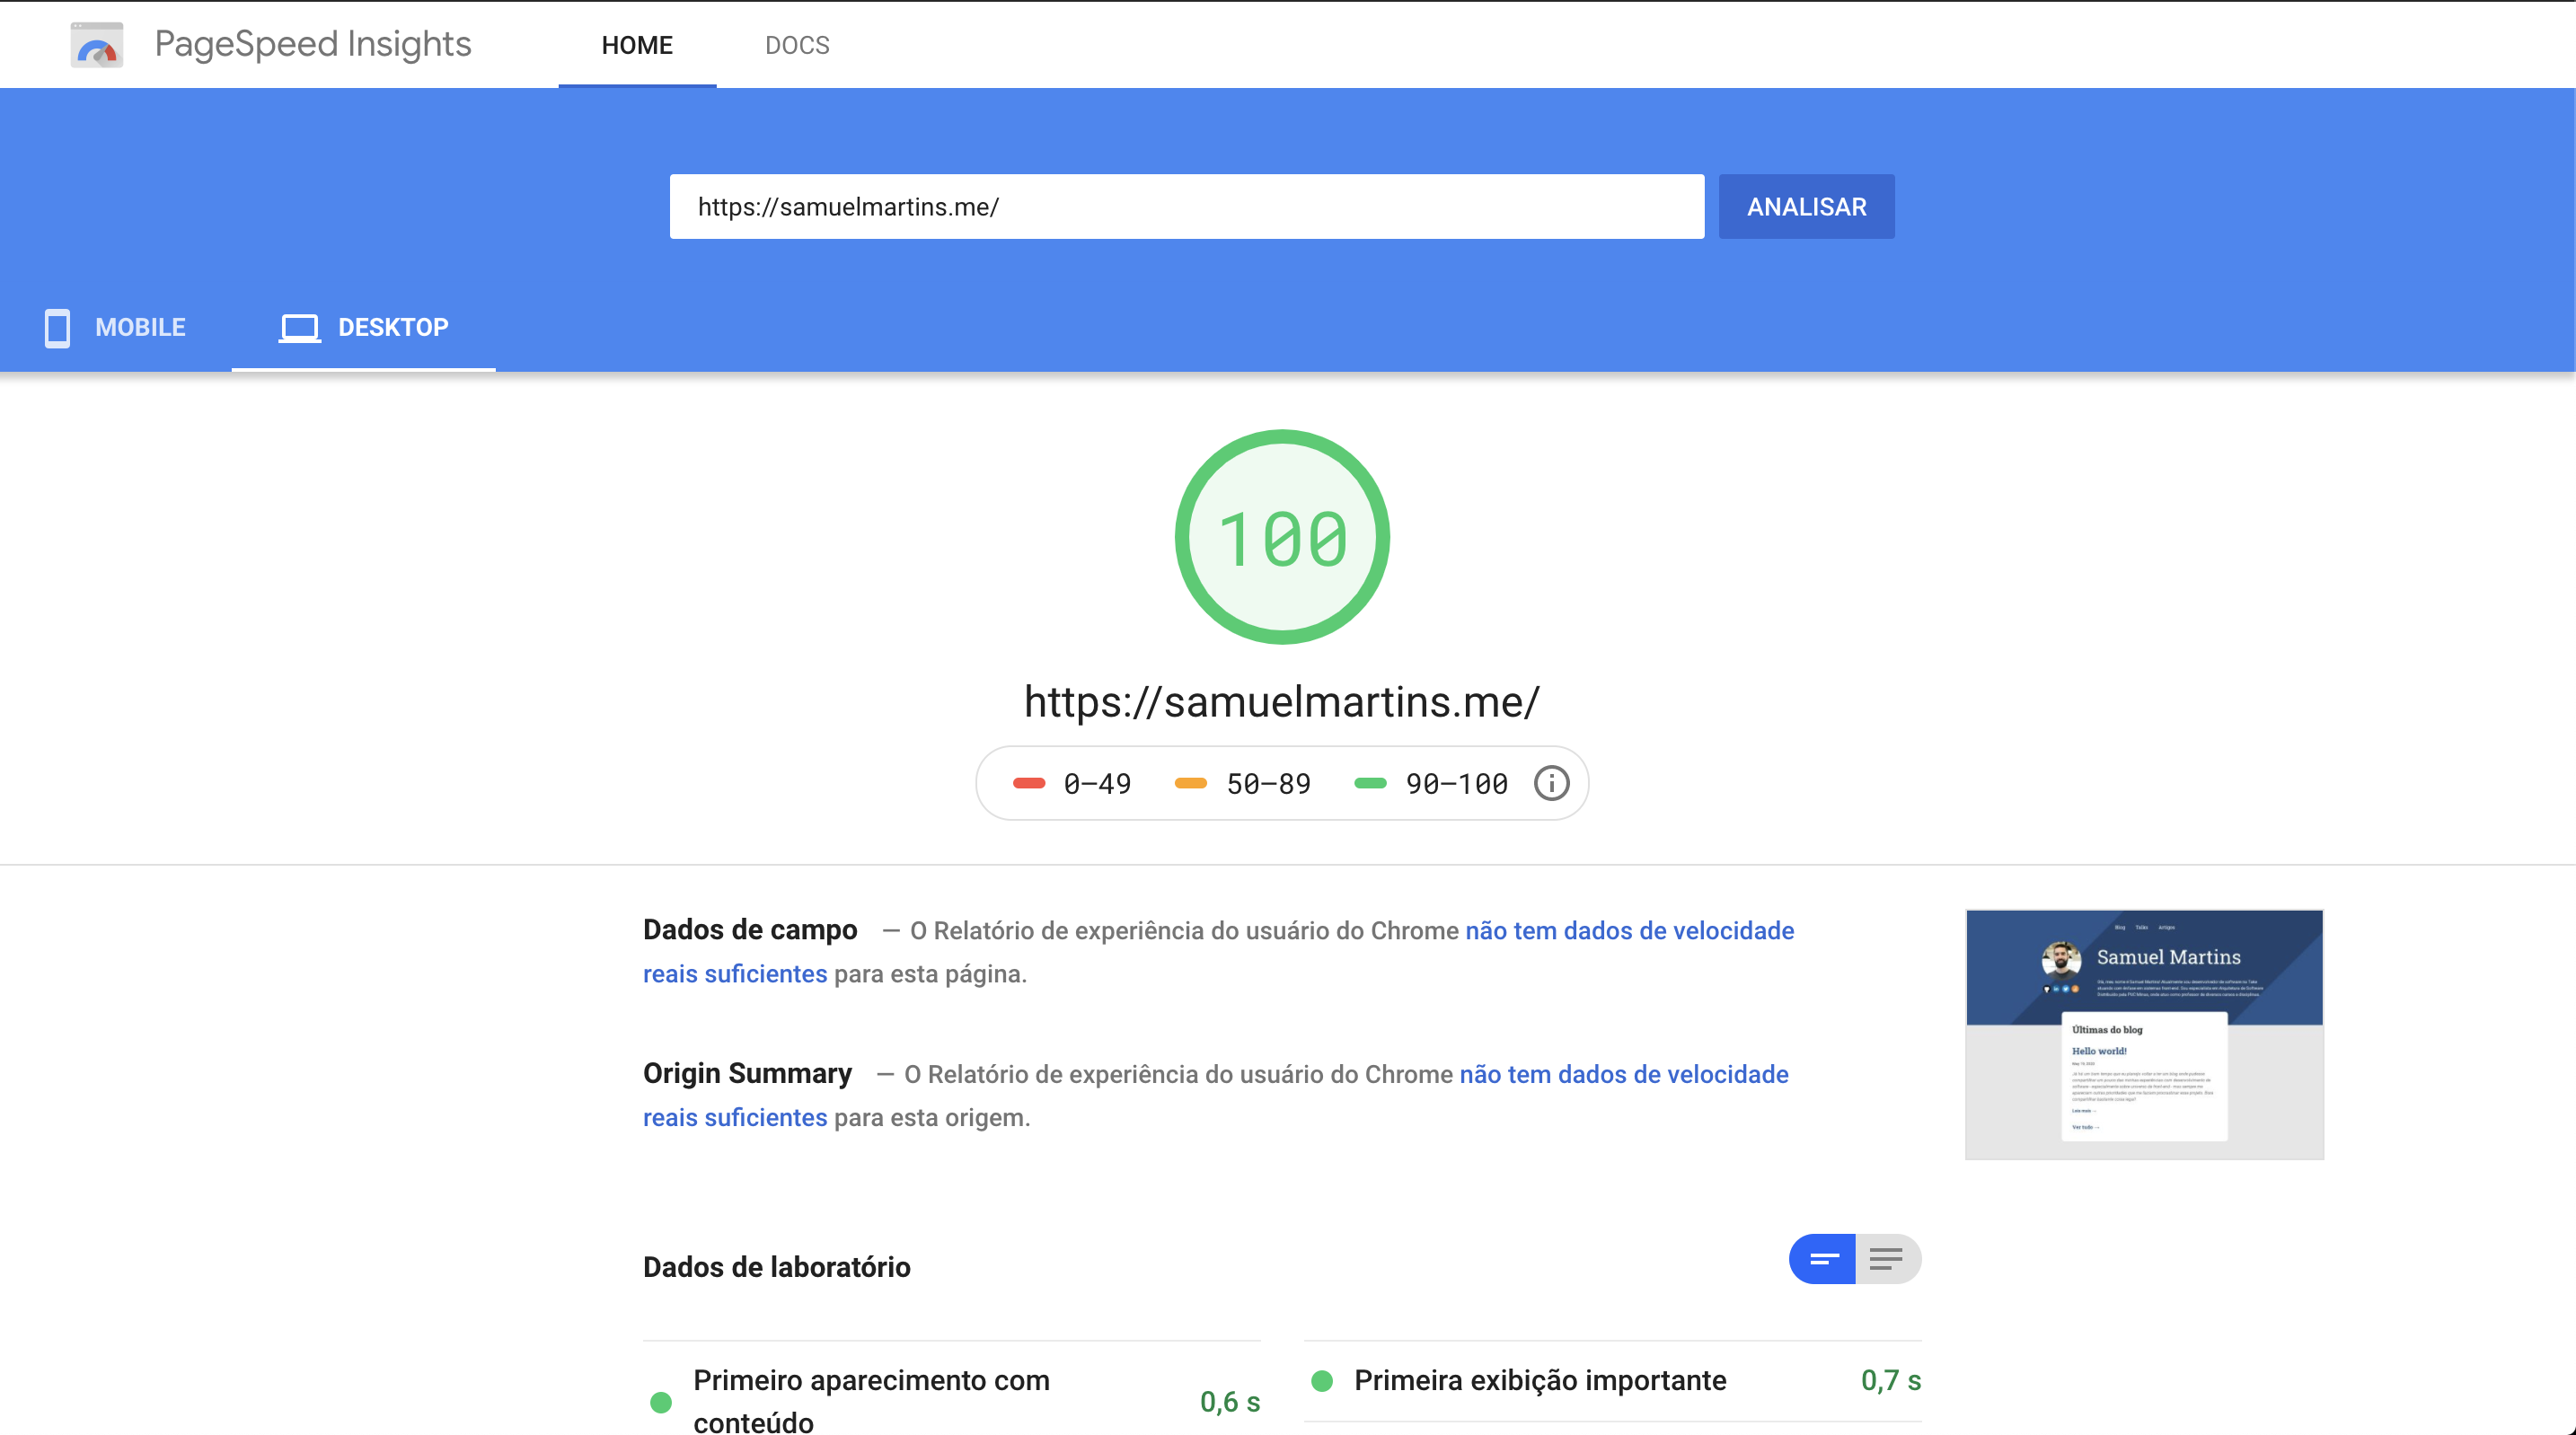 PageSpeed Insights
HOME
DOCS
https://samuelmartins.me/
ANALISAR
MOBILE
DESKTOP
100
https://samuelmartins.me/
0–49
50–89
90–100
Dados de campo — O Relatório de experiência do usuário do Chrome não tem dados de velocidade
reais suficientes para esta página.
Blog Talks Artigos
Samuel Martins
Últimas do blog
Hello world!
Leia mais →
Ver tudo →
Origin Summary — O Relatório de experiência do usuário do Chrome não tem dados de velocidade
reais suficientes para esta origem.
Dados de laboratório
Primeiro aparecimento com
conteúdo
0,6 s
Primeira exibição importante
0,7 s